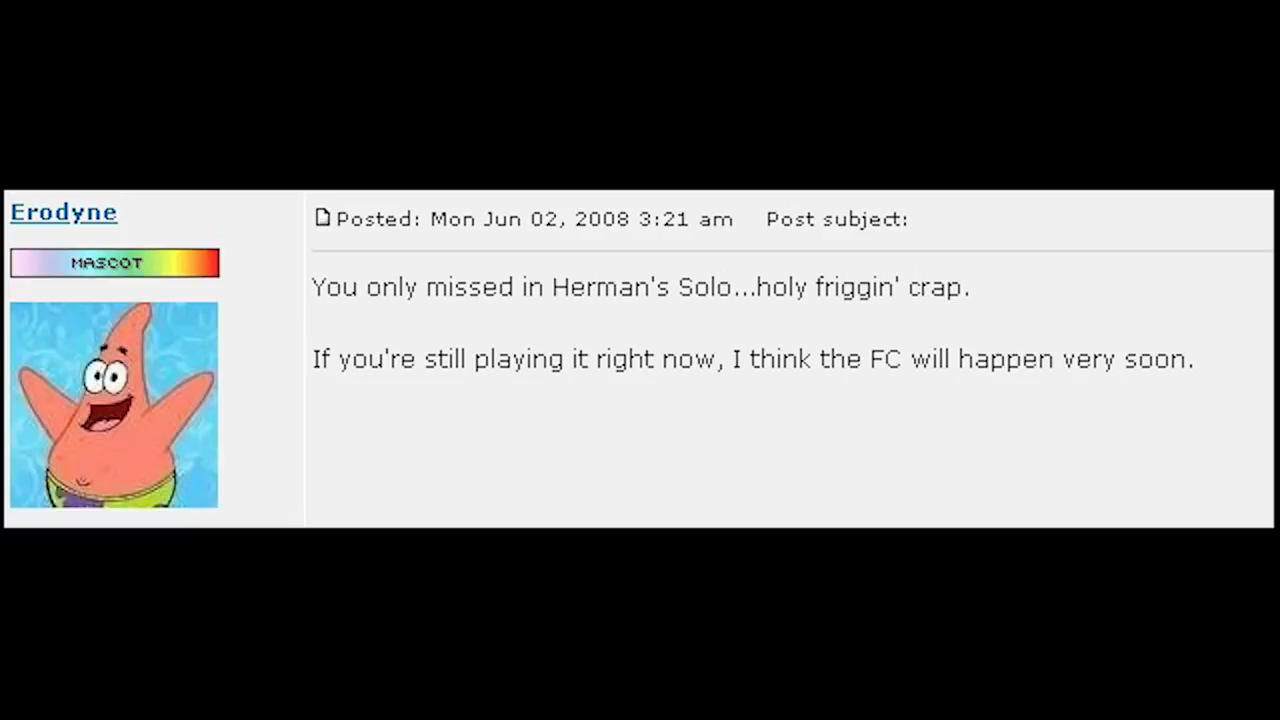 Erodyne
MASCOT
Posted: Mon Jun 02, 2008 3:21 am Post subject:
You only missed in Herman's Solo...holy friggin' crap.
If you're still playing it right now, I think the FC will happen very soon.